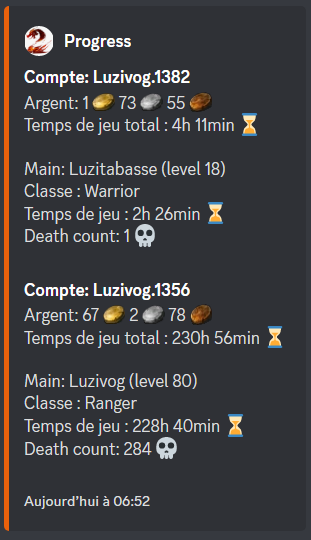 Progress
Compte: Luzivog.1382
Argent: 1 73 55
Temps de jeu total : 4h 11min
Main: Luzitabasse (level 18)
Classe : Warrior
Temps de jeu : 2h 26min
Death count: 1
Compte: Luzivog.1356
Argent: 67 2 78
Temps de jeu total : 230h 56min
Main: Luzivog (level 80)
Classe : Ranger
Temps de jeu : 228h 40min
Death count: 284
Aujourd’hui à 06:52